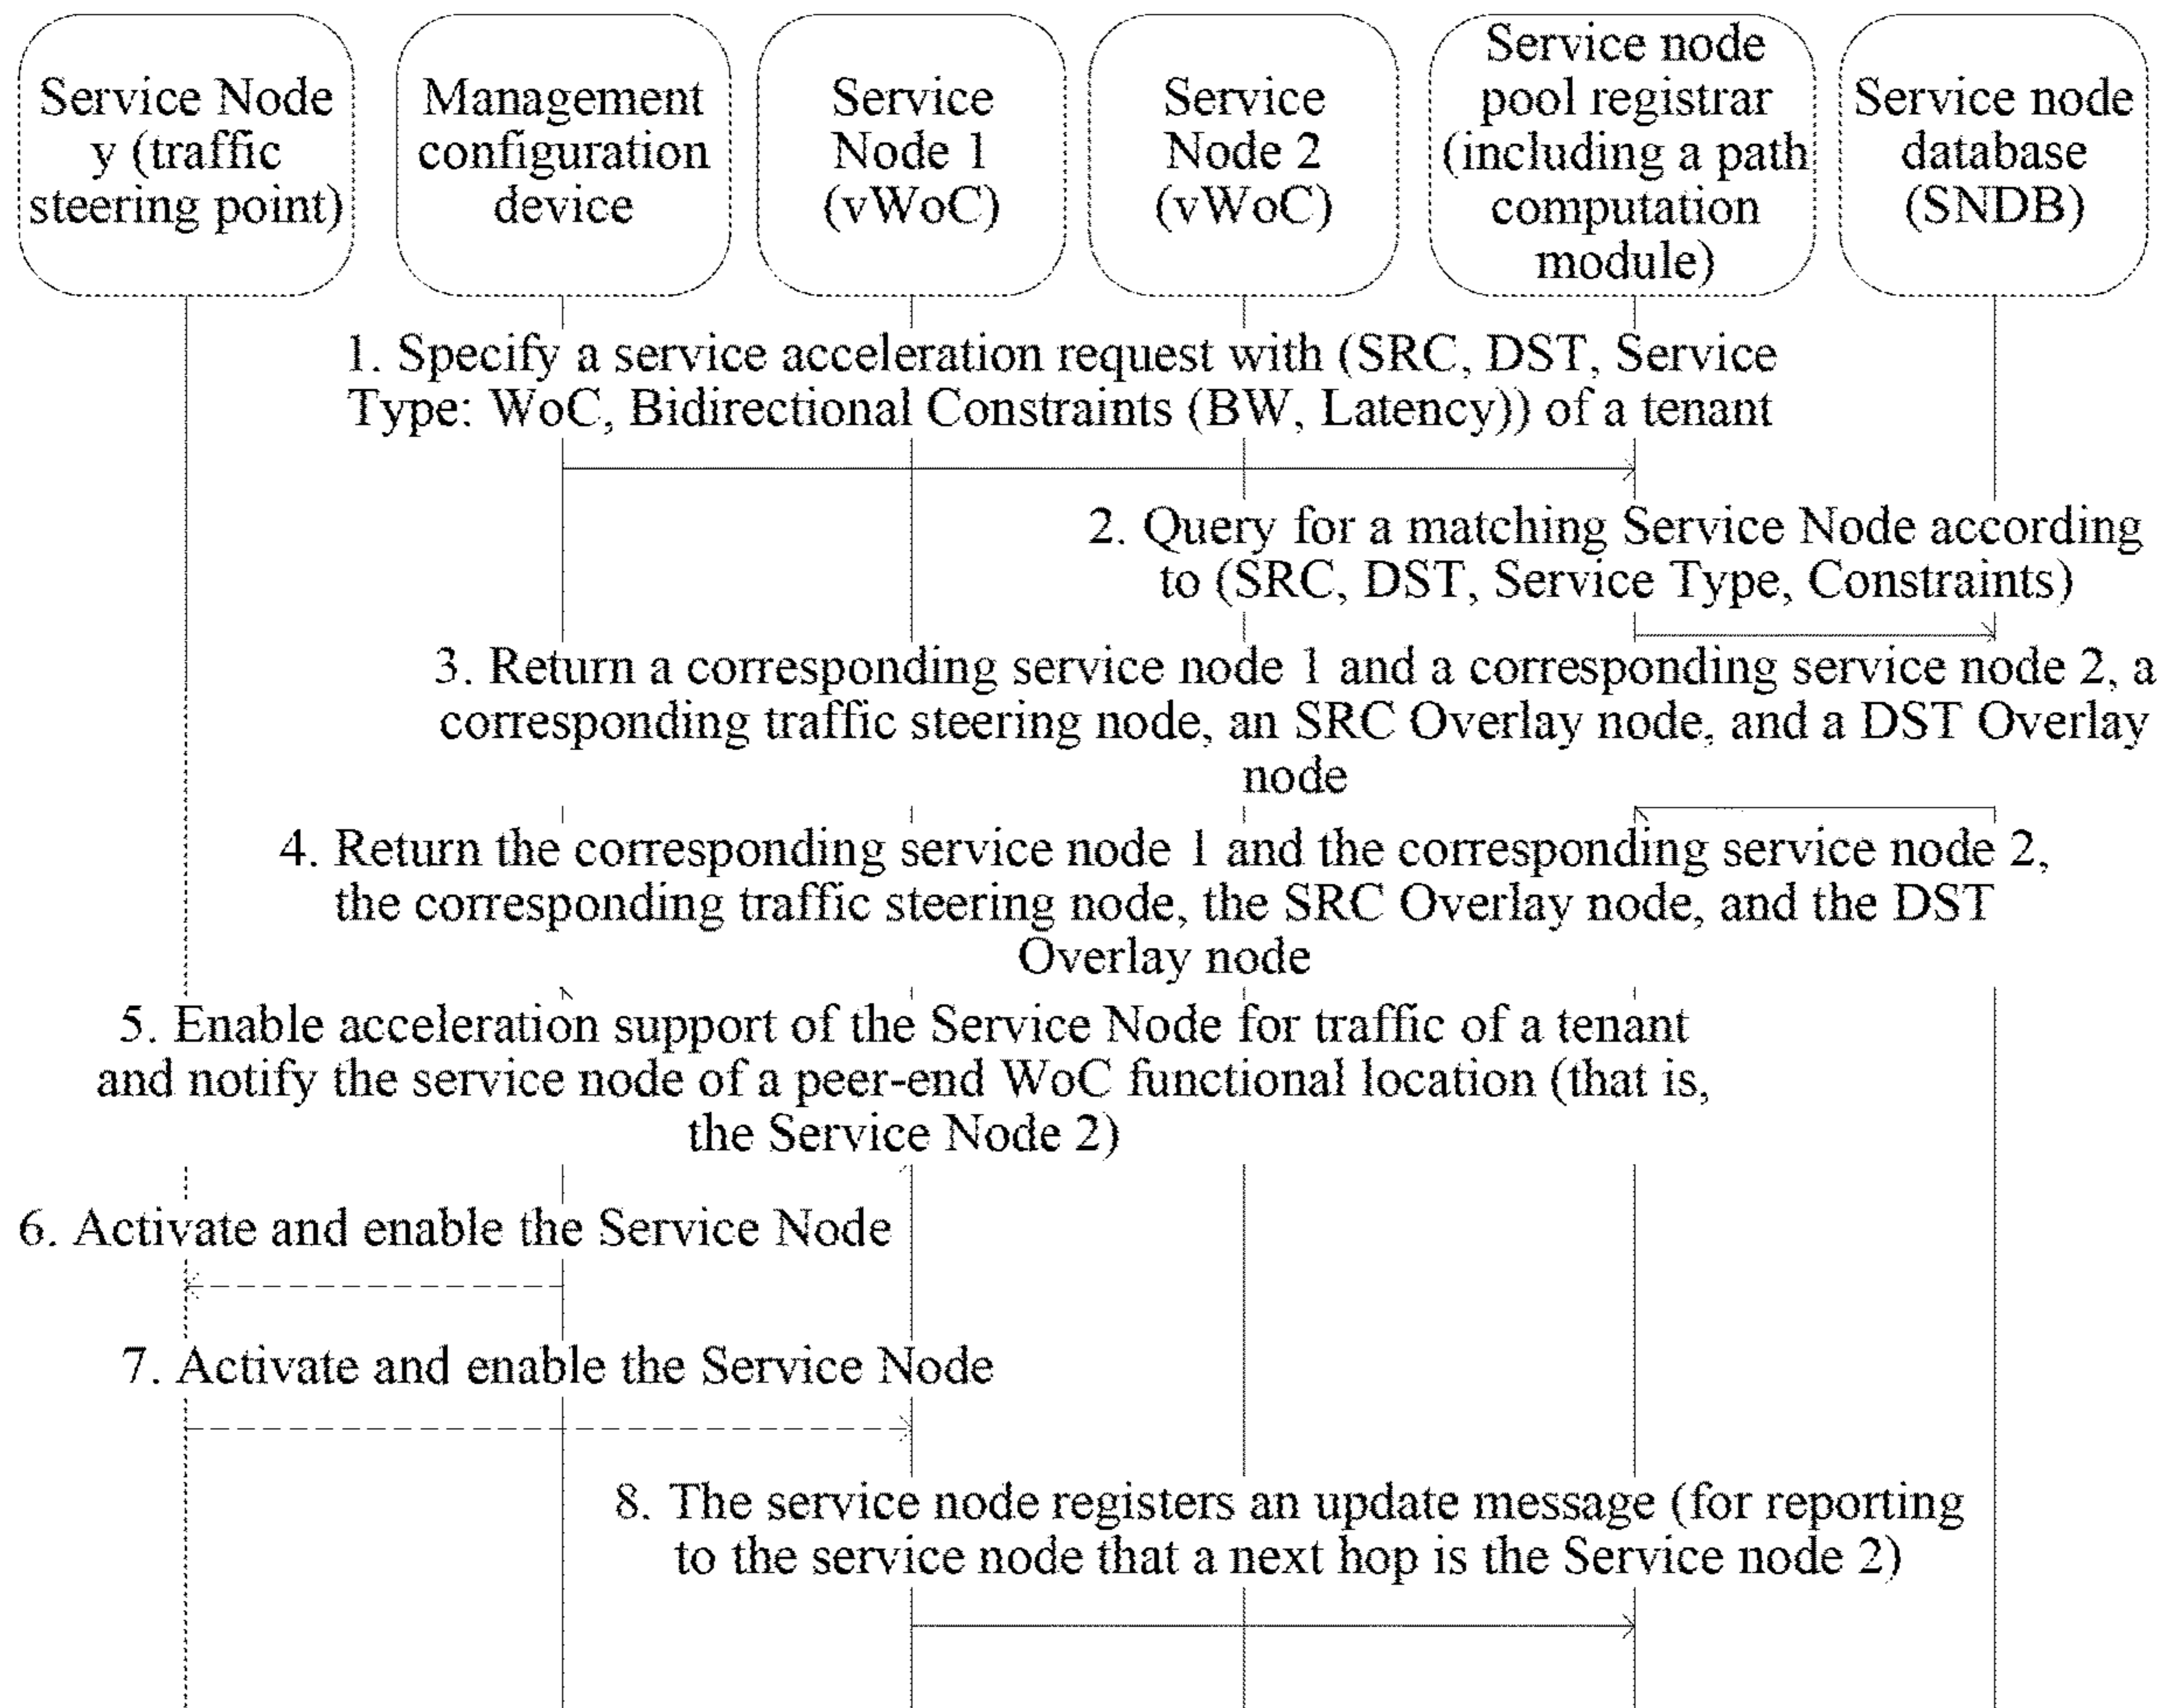 Service Node
y (traffic
steering point)
Management
configuration
device
Service
Node 1
(vWoC)
Service
Node 2
(vWoC)
Service node
pool registrar
(including a path
computation
module)
Service node
database
(SNDB)
1. Specify a service acceleration request with (SRC, DST, Service
Type: WoC, Bidirectional Constraints (BW, Latency)) of a tenant
2. Query for a matching Service Node according
to (SRC, DST, Service Type, Constraints)
3. Return a corresponding service node 1 and a corresponding service node 2, a
corresponding traffic steering node, an SRC Overlay node, and a DST Overlay
node
4. Return the corresponding service node 1 and the corresponding service node 2,
the corresponding traffic steering node, the SRC Overlay node, and the DST
Overlay node
5. Enable acceleration support of the Service Node for traffic of a tenant
and notify the service node of a peer-end WoC functional location (that is,
the Service Node 2)
6. Activate and enable the Service Node
7. Activate and enable the Service Node
8. The service node registers an update message (for reporting
to the service node that a next hop is the Service node 2)